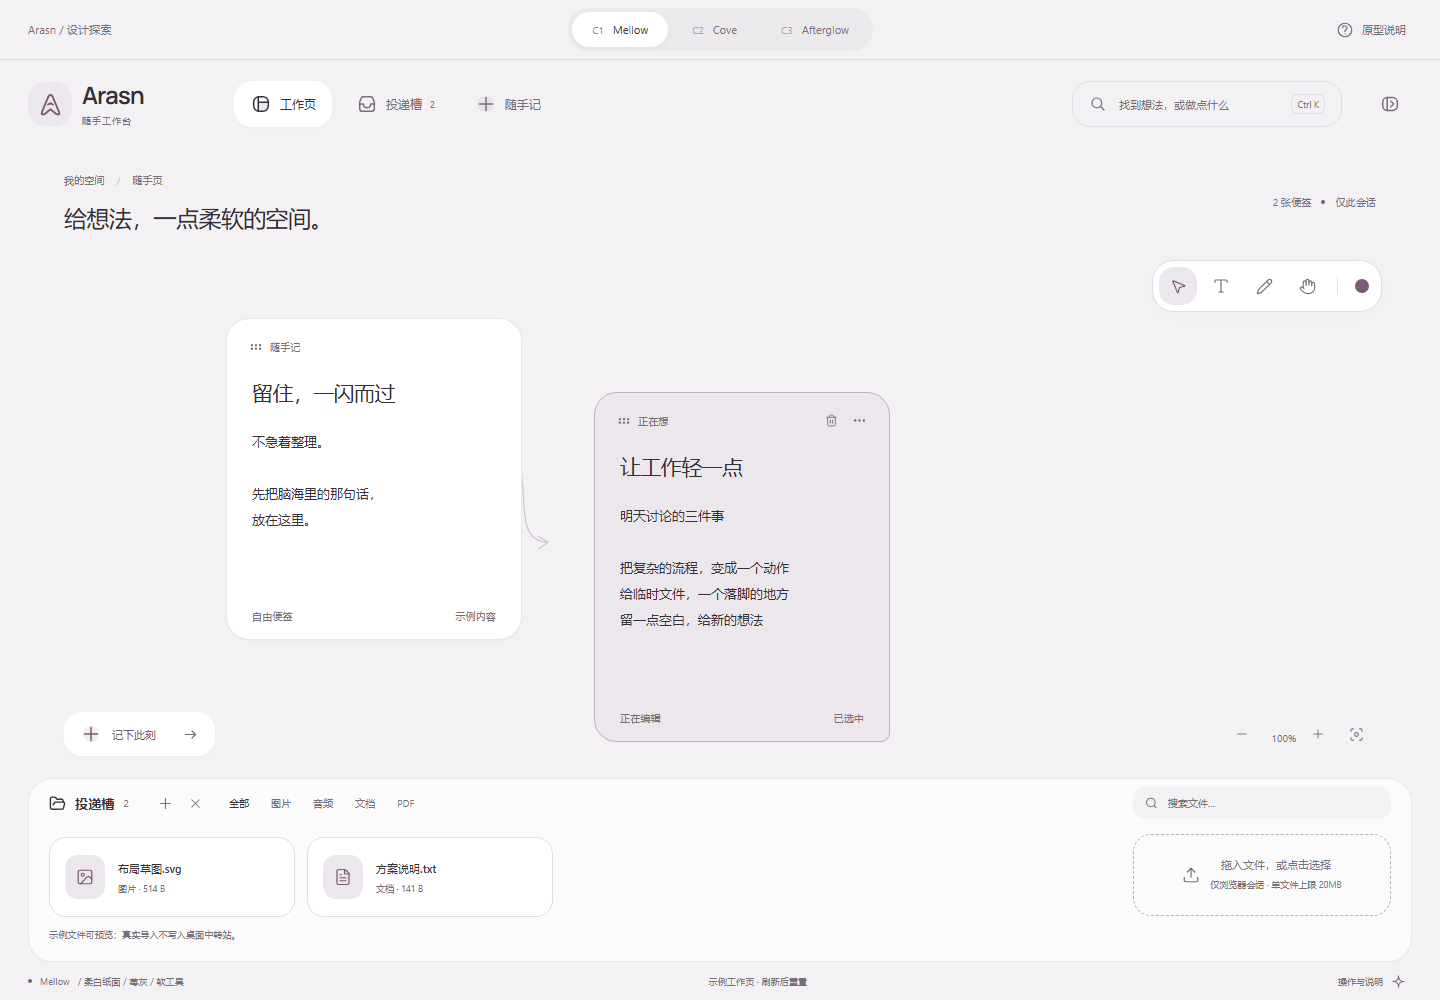 Arasn / 设计探索
C1 Mellow
C2 Cove
C3 Afterglow
原型说明
Arasn
随手工作台
工作页
投递槽 2
随手记
找到想法，或做点什么
Ctrl K
我的空间 / 随手页
给想法，一点柔软的空间。
2 张便签 • 仅此会话
随手记
留住，一闪而过
不急着整理。
先把脑海里的那句话，
放在这里。
自由便签
示例内容
正在想
让工作轻一点
明天讨论的三件事
把复杂的流程，变成一个动作
给临时文件，一个落脚的地方
留一点空白，给新的想法
正在编辑
已选中
记下此刻
100%
投递槽 2
全部
图片
音频
文档
PDF
搜索文件...
布局草图.svg
图片 · 514 B
方案说明.txt
文档 · 141 B
拖入文件，或点击选择
仅浏览器会话 · 单文件上限 20MB
示例文件可预览；真实导入不写入桌面中转站。
Mellow / 柔白纸面 / 莓灰 / 软工具
示例工作页 · 刷新后重置
操作与说明